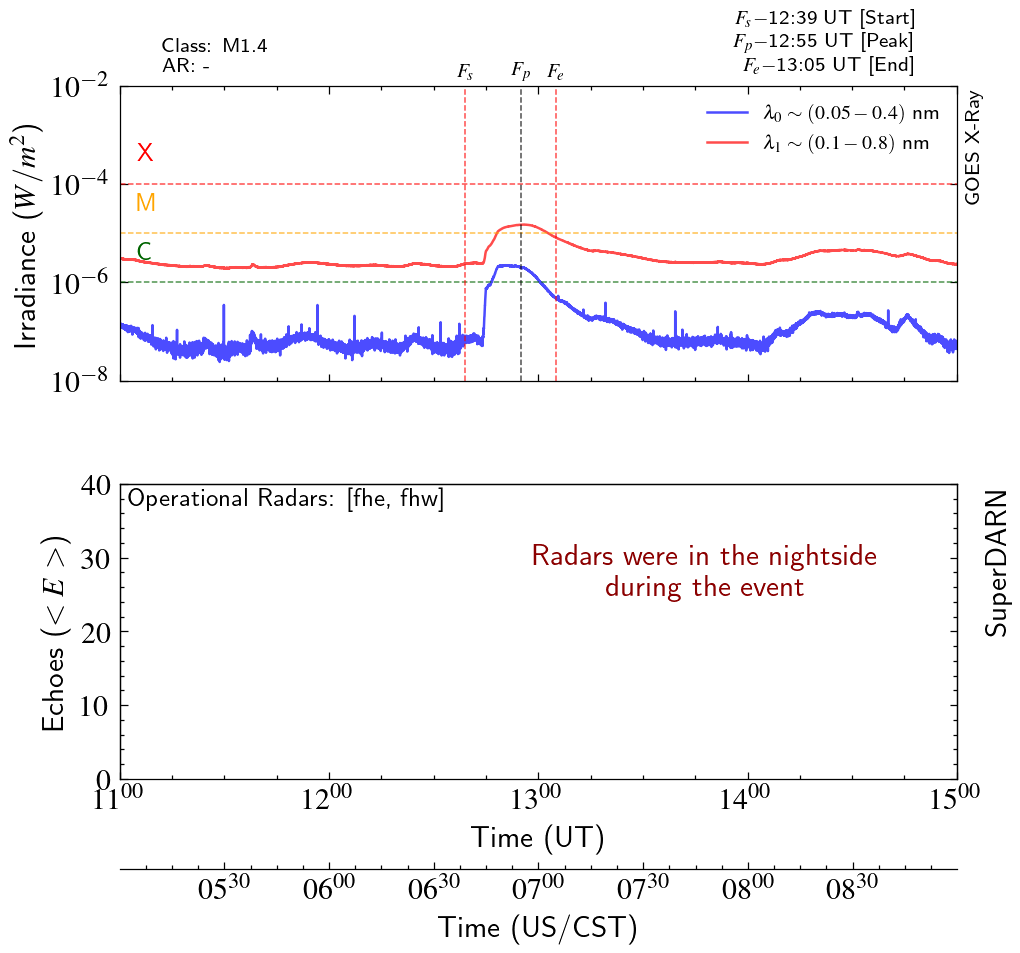 Class: M1.4
AR: -
Fₛ−12:39 UT [Start]
Fₚ−12:55 UT [Peak]
Fₑ−13:05 UT [End]
Fₛ Fₚ Fₑ
Irradiance (W/m²)
10⁻²
10⁻⁴
10⁻⁶
10⁻⁸
X
M
C
λ₀ ∼ (0.05 − 0.4) nm
λ₁ ∼ (0.1 − 0.8) nm
GOES X-Ray
Operational Radars: [fhe, fhw]
Radars were in the nightside
during the event
Echoes (< E >)
40
30
20
10
0
SuperDARN
11⁰⁰ 12⁰⁰ 13⁰⁰ 14⁰⁰ 15⁰⁰
Time (UT)
05³⁰ 06⁰⁰ 06³⁰ 07⁰⁰ 07³⁰ 08⁰⁰ 08³⁰
Time (US/CST)